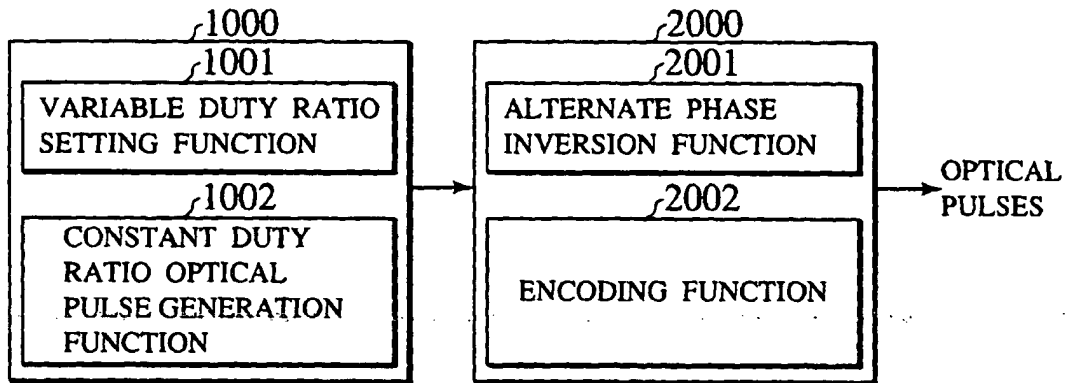 1000
1001
VARIABLE DUTY RATIO
SETTING FUNCTION
1002
CONSTANT DUTY
RATIO OPTICAL
PULSE GENERATION
FUNCTION
2000
2001
ALTERNATE PHASE
INVERSION FUNCTION
2002
ENCODING FUNCTION
OPTICAL
PULSES